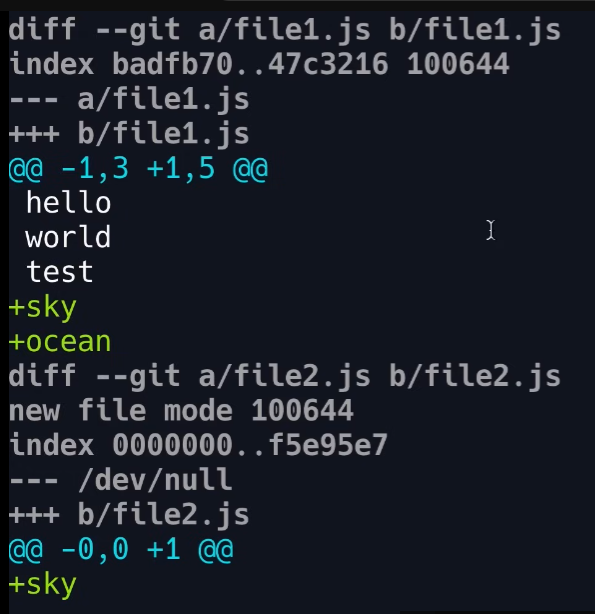 diff --git a/file1.js b/file1.js
index badfb70..47c3216 100644
--- a/file1.js
+++ b/file1.js
@@ -1,3 +1,5 @@
 hello
 world
 test
+sky
+ocean
diff --git a/file2.js b/file2.js
new file mode 100644
index 0000000..f5e95e7
--- /dev/null
+++ b/file2.js
@@ -0,0 +1 @@
+sky